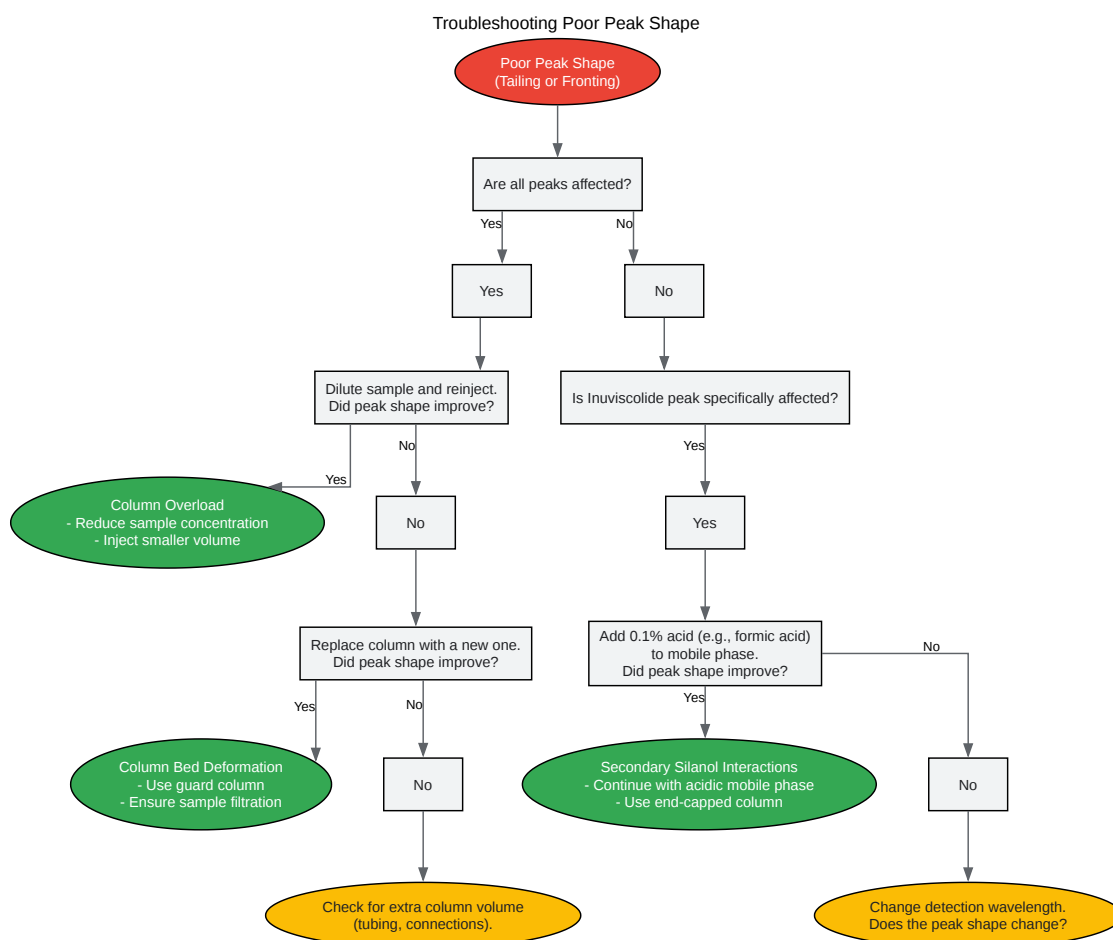 Troubleshooting Poor Peak Shape
Poor Peak Shape
(Tailing or Fronting)
Are all peaks affected?
Yes
No
Yes
No
Dilute sample and reinject.
Did peak shape improve?
Is Inuviscolide peak specifically affected?
Yes
No
Yes
Column Overload
- Reduce sample concentration
- Inject smaller volume
No
Yes
Replace column with a new one.
Did peak shape improve?
Add 0.1% acid (e.g., formic acid)
to mobile phase.
Did peak shape improve?
No
Yes
No
Yes
Column Bed Deformation
- Use guard column
- Ensure sample filtration
No
Secondary Silanol Interactions
- Continue with acidic mobile phase
- Use end-capped column
No
Check for extra column volume
(tubing, connections).
Change detection wavelength.
Does the peak shape change?